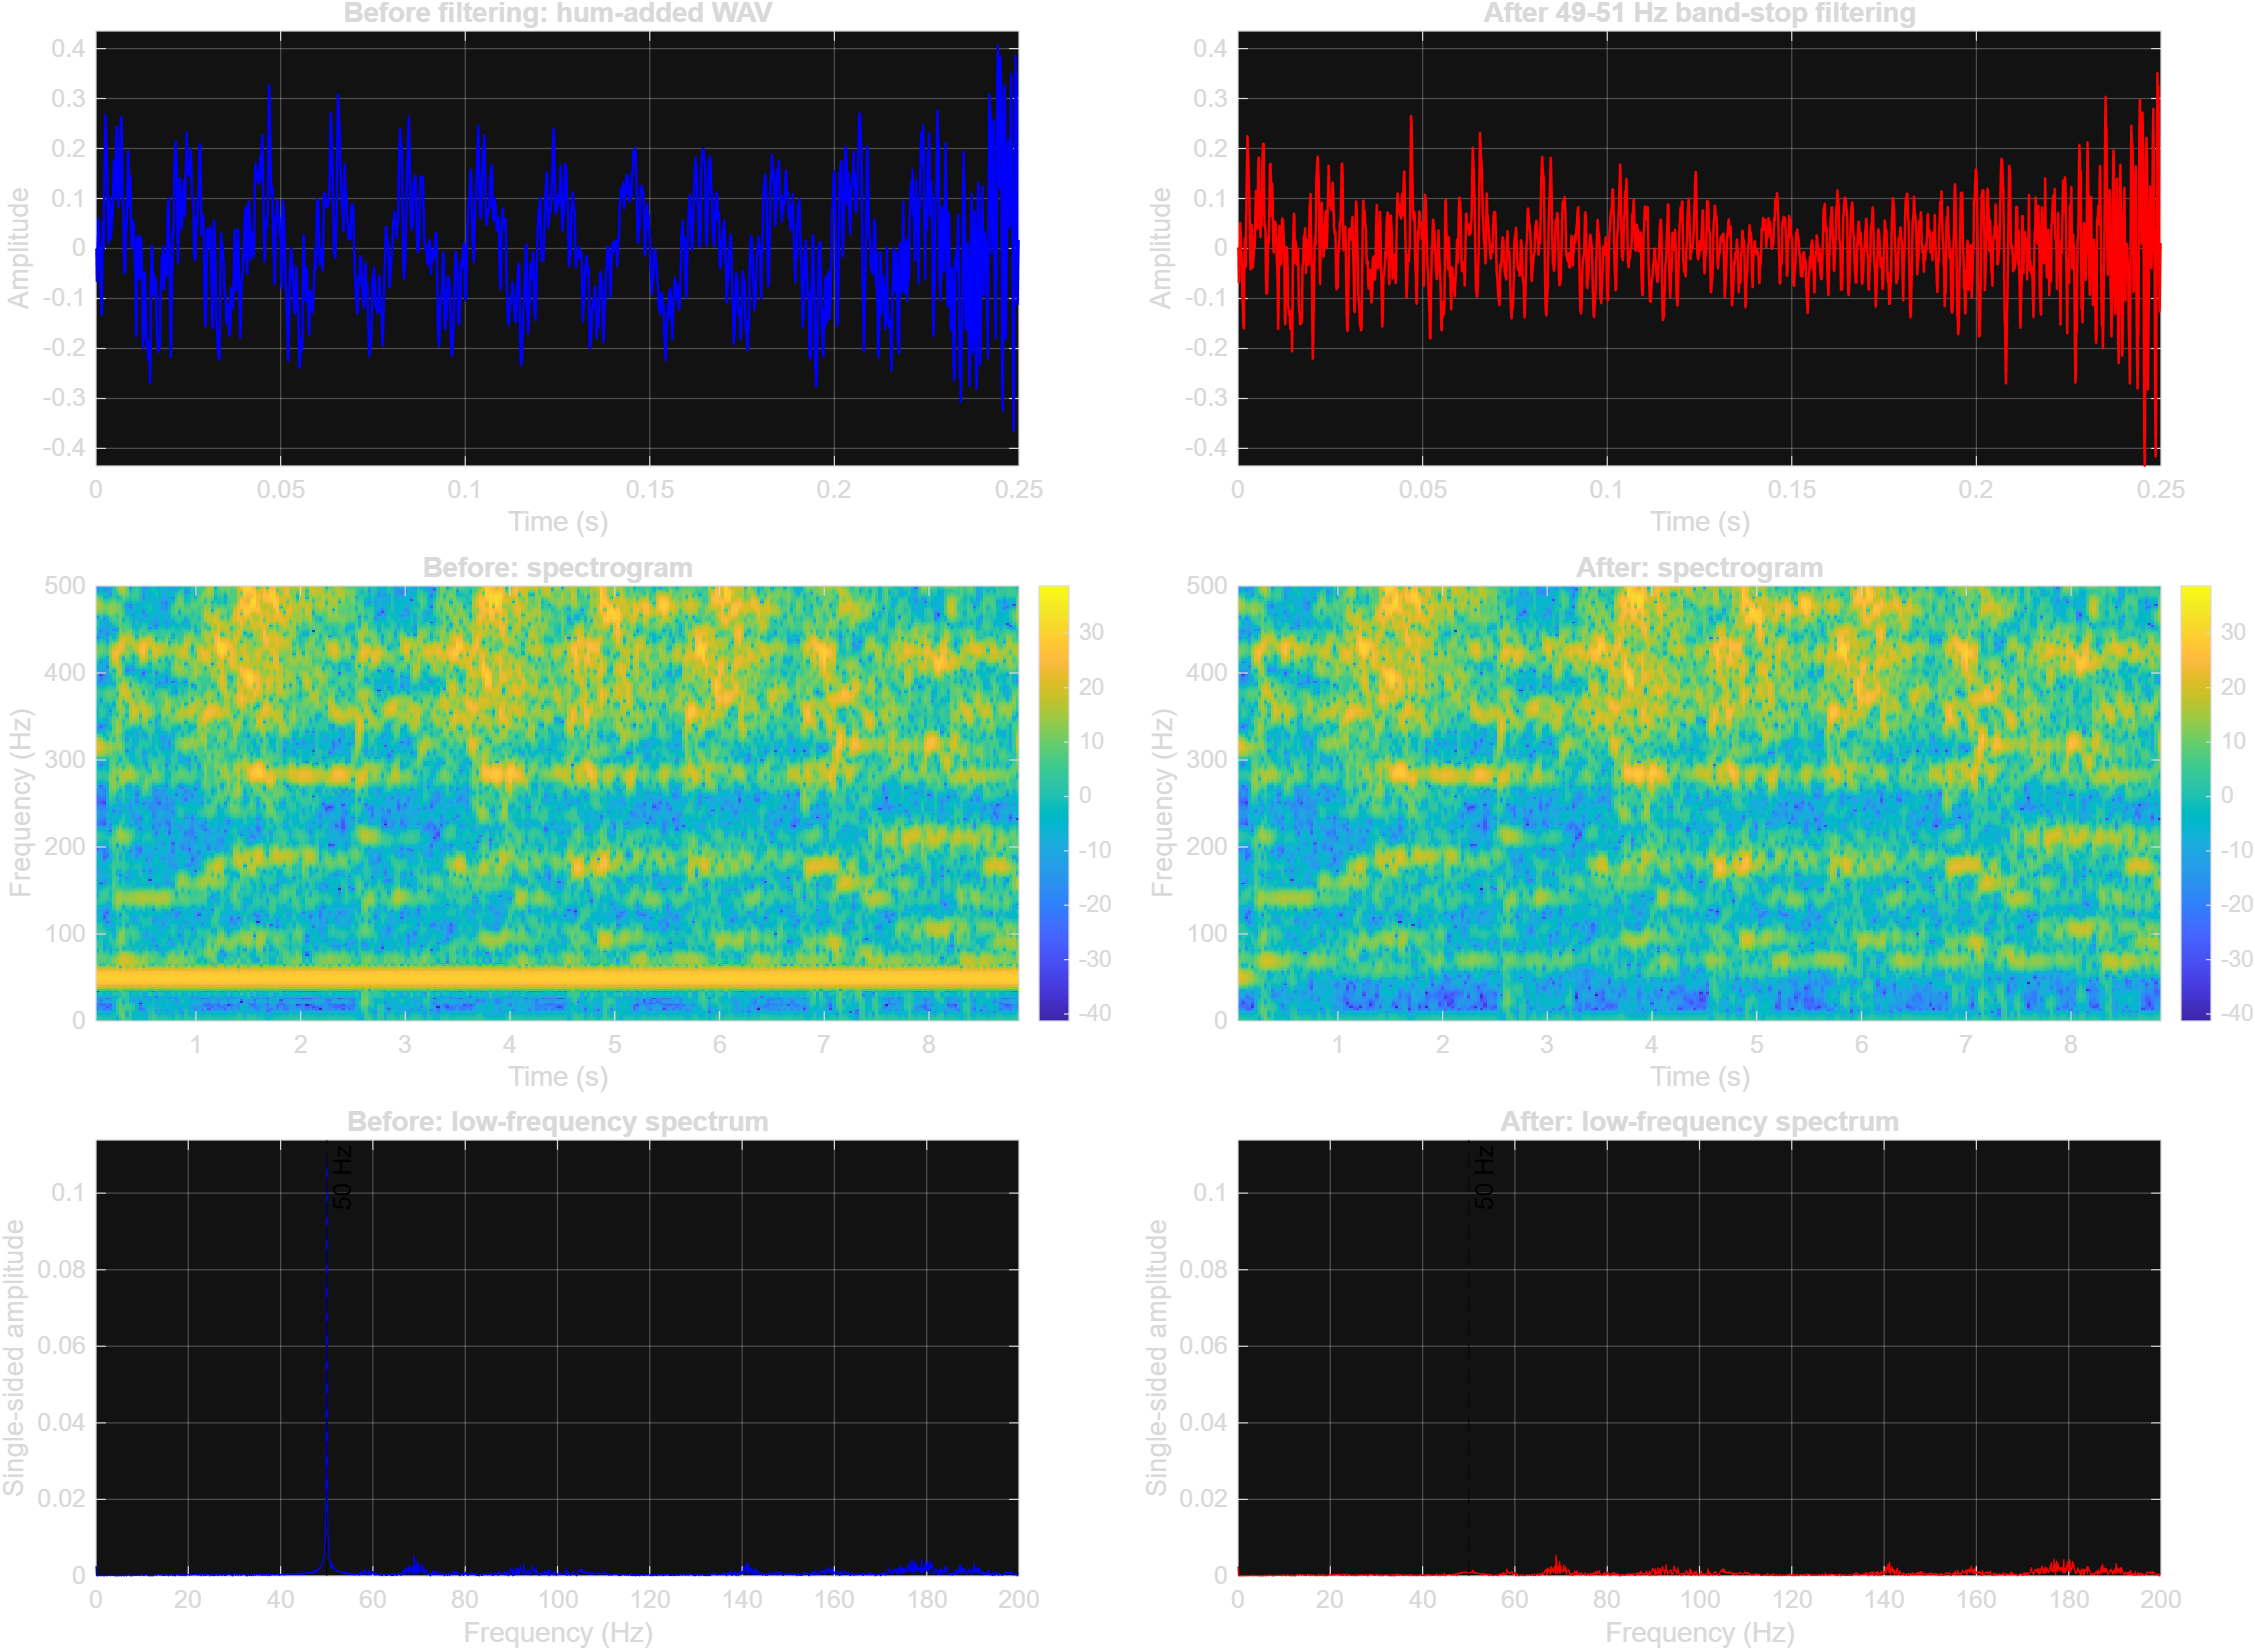 Before filtering: hum-added WAV
Amplitude
0.4
0.3
0.2
0.1
0
-0.1
-0.2
-0.3
-0.4
0 0.05 0.1 0.15 0.2 0.25
Time (s)
After 49-51 Hz band-stop filtering
Amplitude
0.4
0.3
0.2
0.1
0
-0.1
-0.2
-0.3
-0.4
0 0.05 0.1 0.15 0.2 0.25
Time (s)
Before: spectrogram
Frequency (Hz)
500
400
300
200
100
0
1 2 3 4 5 6 7 8
Time (s)
30
20
10
0
-10
-20
-30
-40
After: spectrogram
Frequency (Hz)
500
400
300
200
100
0
1 2 3 4 5 6 7 8
Time (s)
30
20
10
0
-10
-20
-30
-40
Before: low-frequency spectrum
Single-sided amplitude
50 Hz
0.1
0.08
0.06
0.04
0.02
0
0 20 40 60 80 100 120 140 160 180 200
Frequency (Hz)
After: low-frequency spectrum
Single-sided amplitude
50 Hz
0.1
0.08
0.06
0.04
0.02
0
0 20 40 60 80 100 120 140 160 180 200
Frequency (Hz)